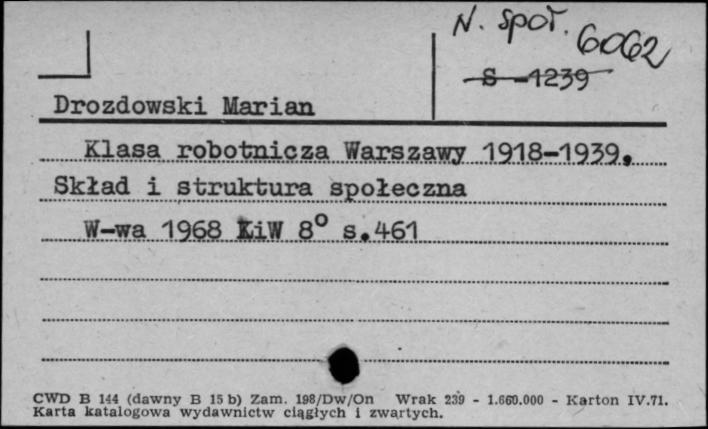 N. społ. 6062
S -1239
Drozdowski Marian
Klasa robotnicza Warszawy 1918-1939.
Skład i struktura społeczna
W-wa 1968 KiW 8° s.461
CWD B 144 (dawny B 15 b) Zam. 198/Dw/On Wrak 239 - 1.660.000 - Karton IV.71.
Karta katalogowa wydawnictw ciągłych i zwartych.